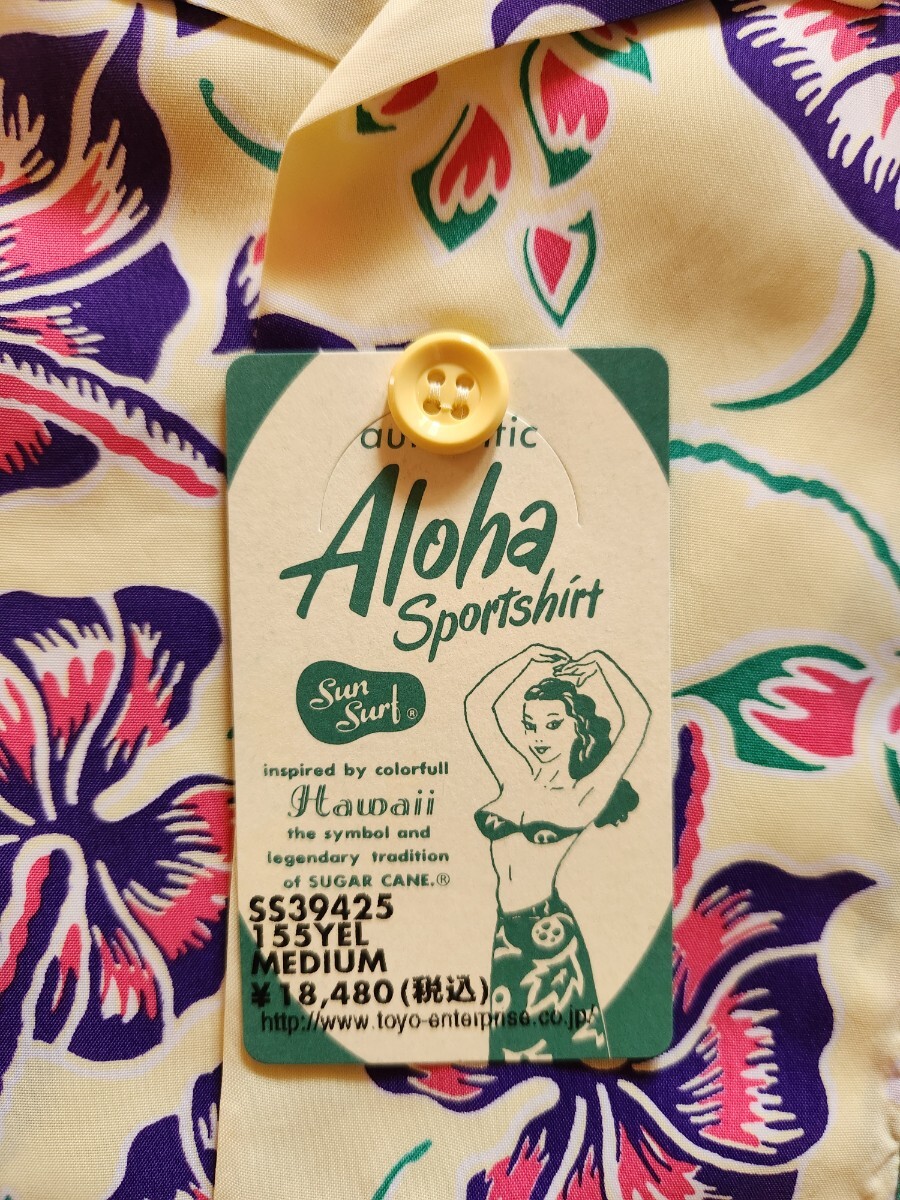 Aloha
Sportshirt
Sun
Surf®
inspired by colorfull
Hawaii
the symbol and
legendary tradition
of SUGAR CANE.®
SS39425
155YEL
MEDIUM
¥18,480(税込)
http://www.toyo-enterprise.co.jp/